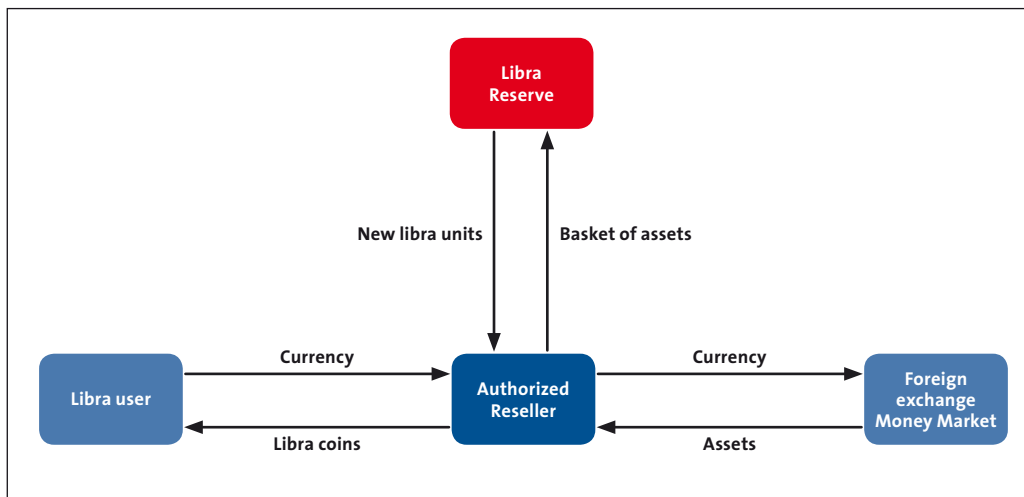 Libra
Reserve
New libra units
Basket of assets
Currency
Currency
Libra user
Authorized
Reseller
Foreign
exchange
Money Market
Libra coins
Assets